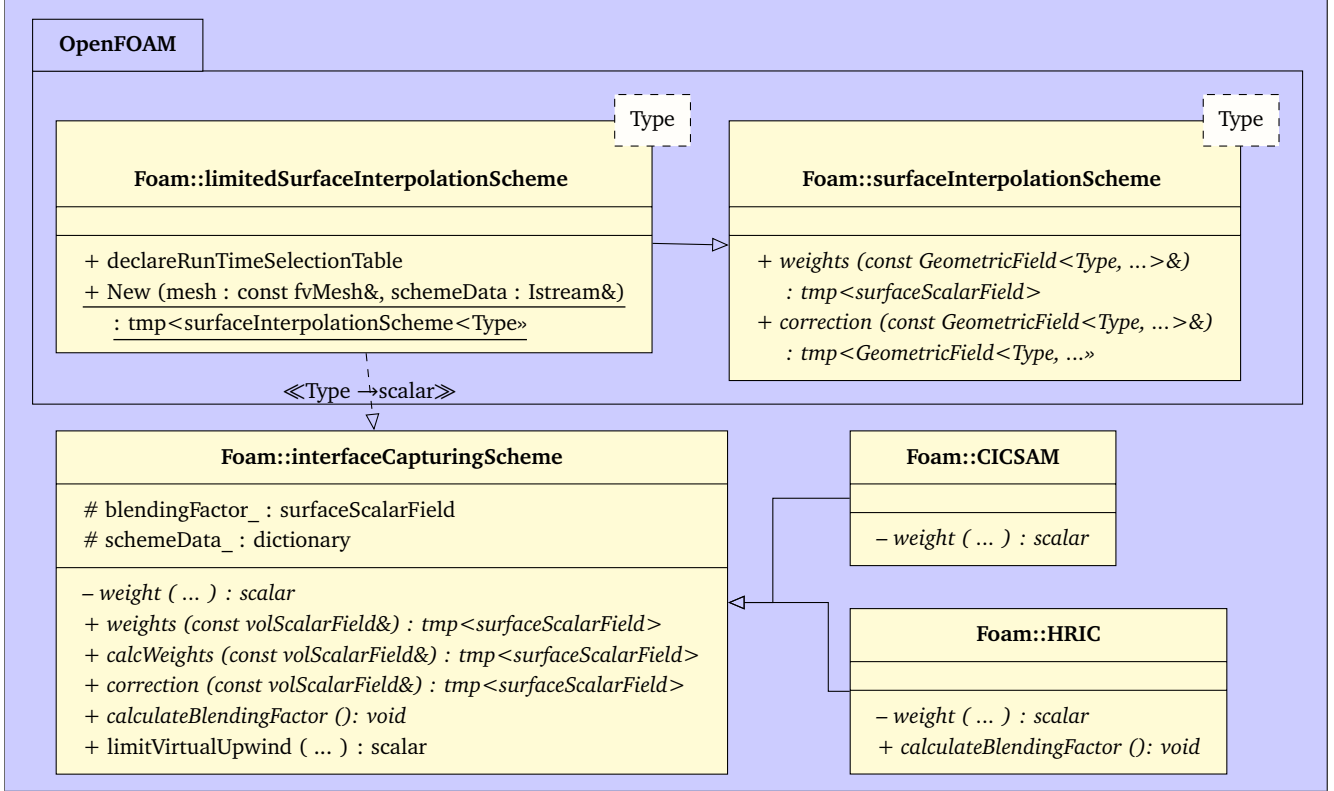 OpenFOAM
Type
Foam::limitedSurfaceInterpolationScheme
+ declareRunTimeSelectionTable
+ New (mesh : const fvMesh&, schemeData : Istream&)
: tmp<surfaceInterpolationScheme<Type»
Type
Foam::surfaceInterpolationScheme
+ weights (const GeometricField<Type, ...>&)
: tmp<surfaceScalarField>
+ correction (const GeometricField<Type, ...>&)
: tmp<GeometricField<Type, ...»
≪Type →scalar≫
Foam::interfaceCapturingScheme
# blendingFactor_ : surfaceScalarField
# schemeData_ : dictionary
– weight ( ... ) : scalar
+ weights (const volScalarField&) : tmp<surfaceScalarField>
+ calcWeights (const volScalarField&) : tmp<surfaceScalarField>
+ correction (const volScalarField&) : tmp<surfaceScalarField>
+ calculateBlendingFactor (): void
+ limitVirtualUpwind ( ... ) : scalar
Foam::CICSAM
– weight ( ... ) : scalar
Foam::HRIC
– weight ( ... ) : scalar
+ calculateBlendingFactor (): void